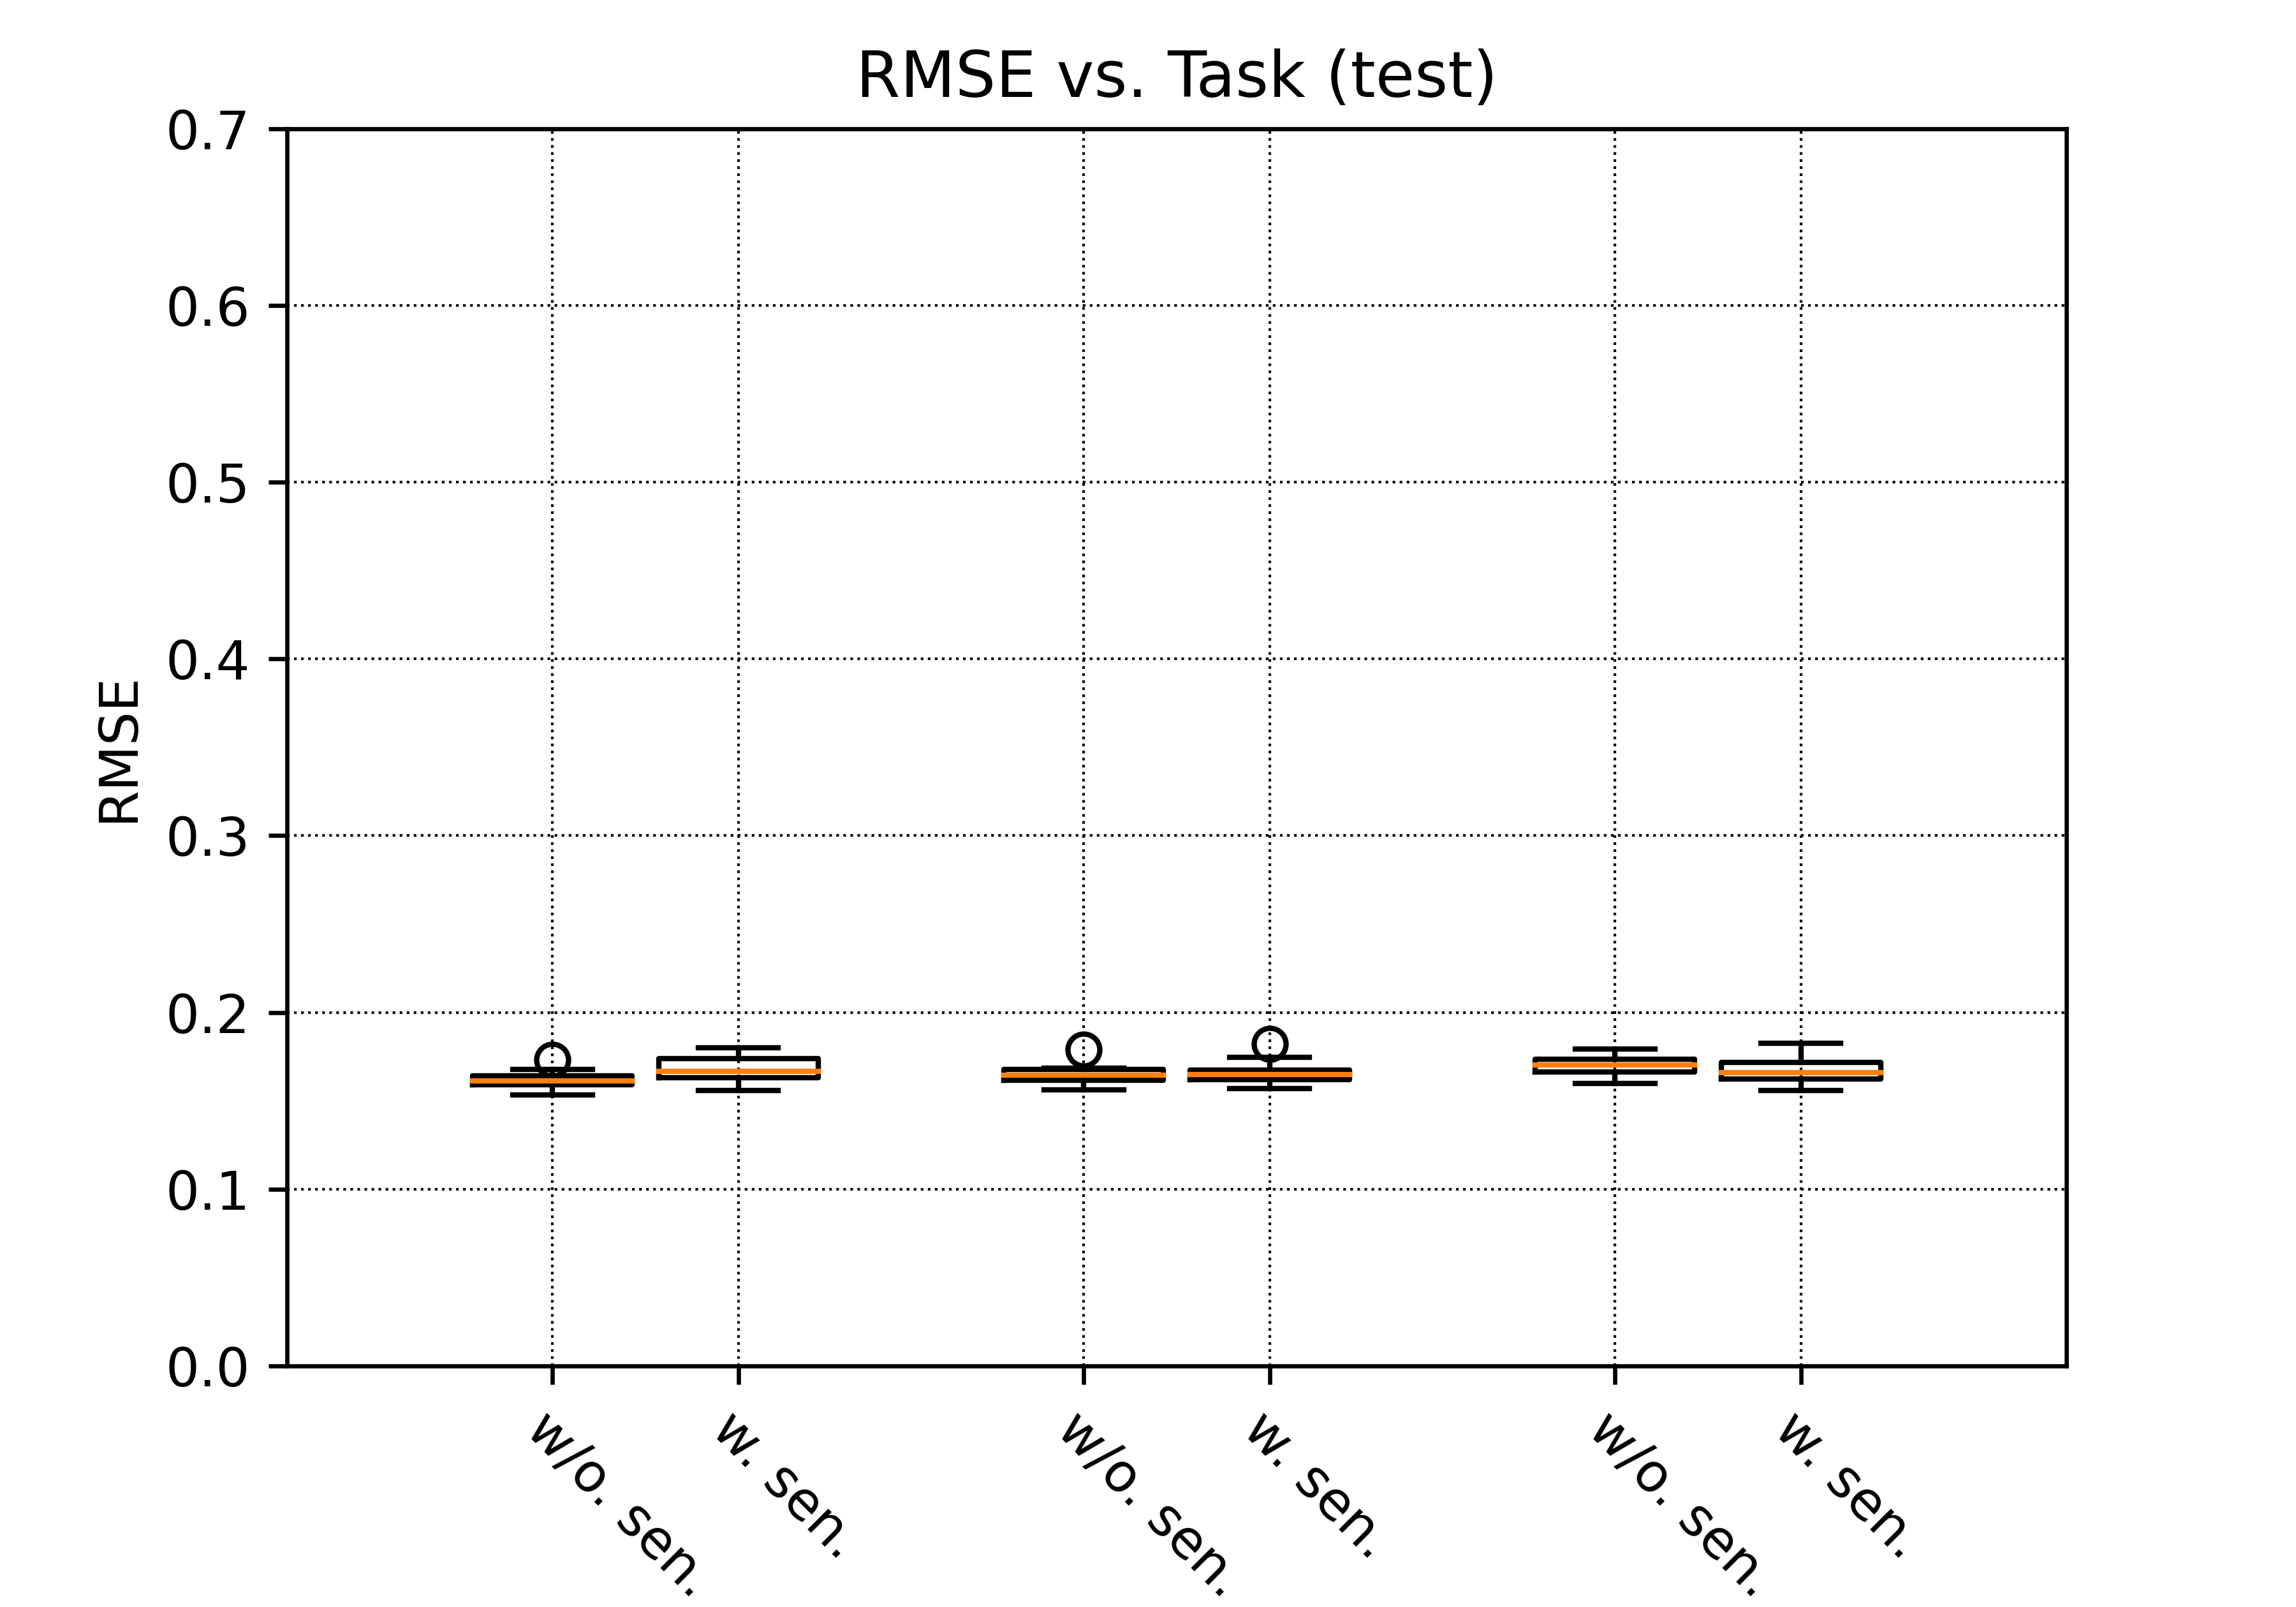 RMSE vs. Task (test)
0.7
0.6
0.5
0.4
0.3
0.2
0.1
0.0
RMSE
w/o. sen.
w. sen.
w/o. sen.
w. sen.
w/o. sen.
w. sen.